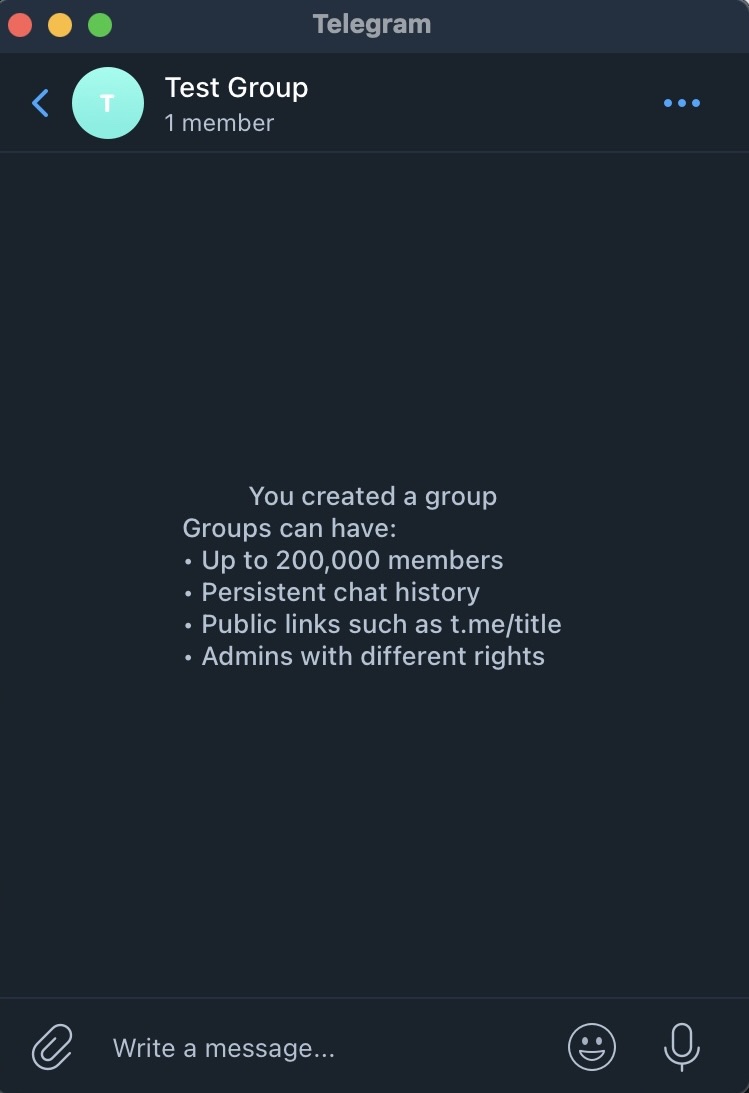 Telegram
T
Test Group
1 member
You created a group
Groups can have:
• Up to 200,000 members
• Persistent chat history
• Public links such as t.me/title
• Admins with different rights
Write a message...